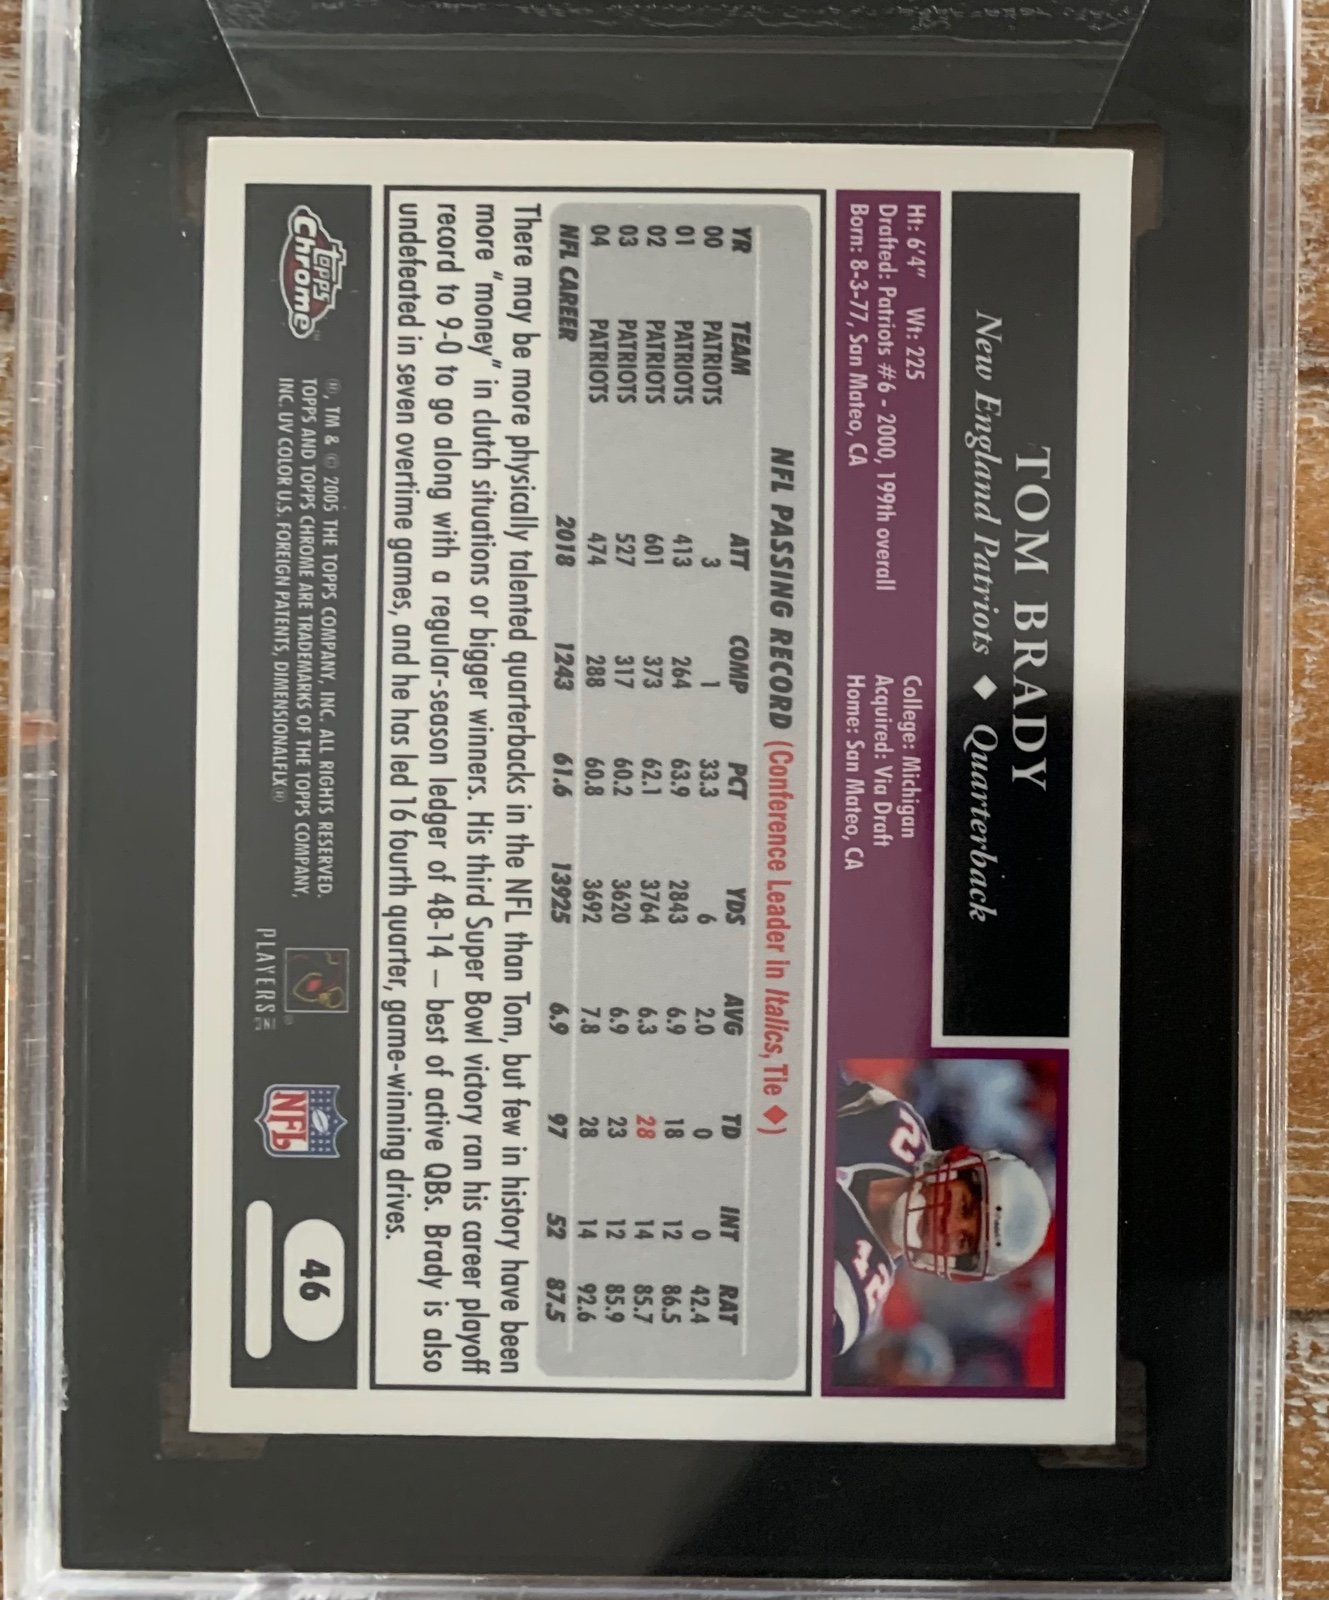 TOM BRADY
New England Patriots ◆ Quarterback
Ht: 6'4" Wt: 225 College: Michigan
Drafted: Patriots #6 - 2000, 199th overall Acquired: Via Draft
Born: 8-3-77, San Mateo, CA Home: San Mateo, CA
NFL PASSING RECORD (Conference Leader in Italics, Tie ◆)
YR TEAM ATT COMP PCT YDS AVG TD INT RAT
00 PATRIOTS 3 1 33.3 6 2.0 0 0 42.4
01 PATRIOTS 413 264 63.9 2843 6.9 18 12 86.5
02 PATRIOTS 601 373 62.1 3764 6.3 28 14 85.7
03 PATRIOTS 527 317 60.2 3620 6.9 23 12 85.9
04 PATRIOTS 474 288 60.8 3692 7.8 28 14 92.6
NFL CAREER 2018 1243 61.6 13925 6.9 97 52 87.5
There may be more physically talented quarterbacks in the NFL than Tom, but few in history have been
more "money" in clutch situations or bigger winners. His third Super Bowl victory ran his career playoff
record to 9-0 to go along with a regular-season ledger of 48-14 – best of active QBs. Brady is also
undefeated in seven overtime games, and he has led 16 fourth quarter, game-winning drives.
topps Chrome™
®, TM & © 2005 THE TOPPS COMPANY, INC. ALL RIGHTS RESERVED.
TOPPS AND TOPPS CHROME ARE TRADEMARKS OF THE TOPPS COMPANY,
INC. UV COLOR U.S. FOREIGN PATENTS, DIMENSIONALFLX®
PLAYERS INC
NFL
46